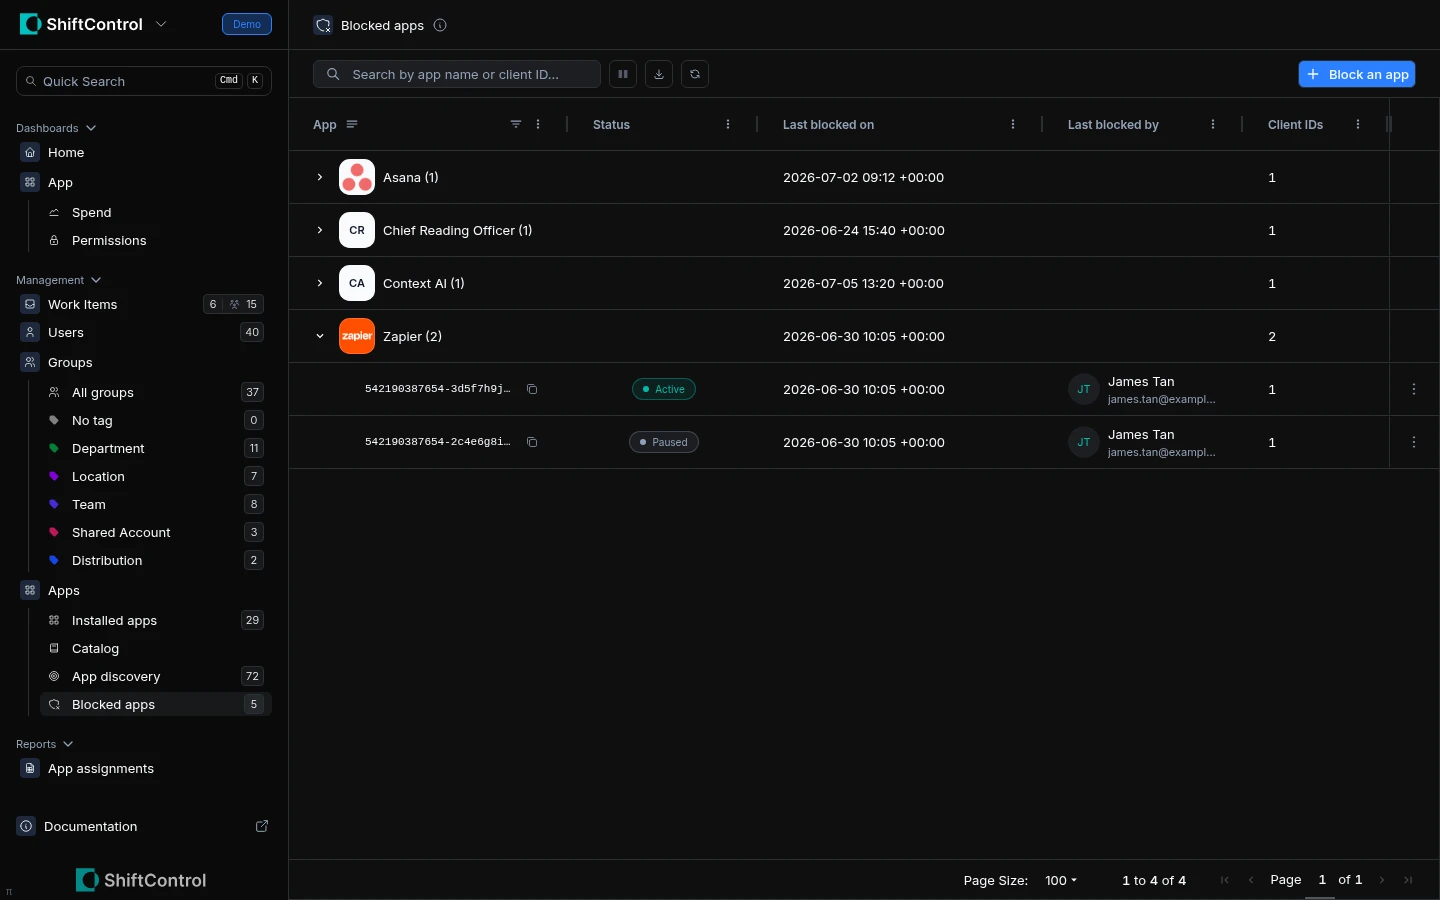 ShiftControl
Demo
Quick Search Cmd K
Dashboards
Home
App
Spend
Permissions
Management
Work Items 6 15
Users 40
Groups
All groups 37
No tag 0
Department 11
Location 7
Team 8
Shared Account 3
Distribution 2
Apps
Installed apps 29
Catalog
App discovery 72
Blocked apps 5
Reports
App assignments
Documentation
ShiftControl
π
Blocked apps
Search by app name or client ID...
Block an app
App Status Last blocked on Last blocked by Client IDs
Asana (1) 2026-07-02 09:12 +00:00 1
CR Chief Reading Officer (1) 2026-06-24 15:40 +00:00 1
CA Context AI (1) 2026-07-05 13:20 +00:00 1
zapier Zapier (2) 2026-06-30 10:05 +00:00 2
542190387654-3d5f7h9j… Active 2026-06-30 10:05 +00:00 JT James Tan 1
james.tan@exampl...
542190387654-2c4e6g8i… Paused 2026-06-30 10:05 +00:00 JT James Tan 1
james.tan@exampl...
Page Size: 100 1 to 4 of 4 Page 1 of 1